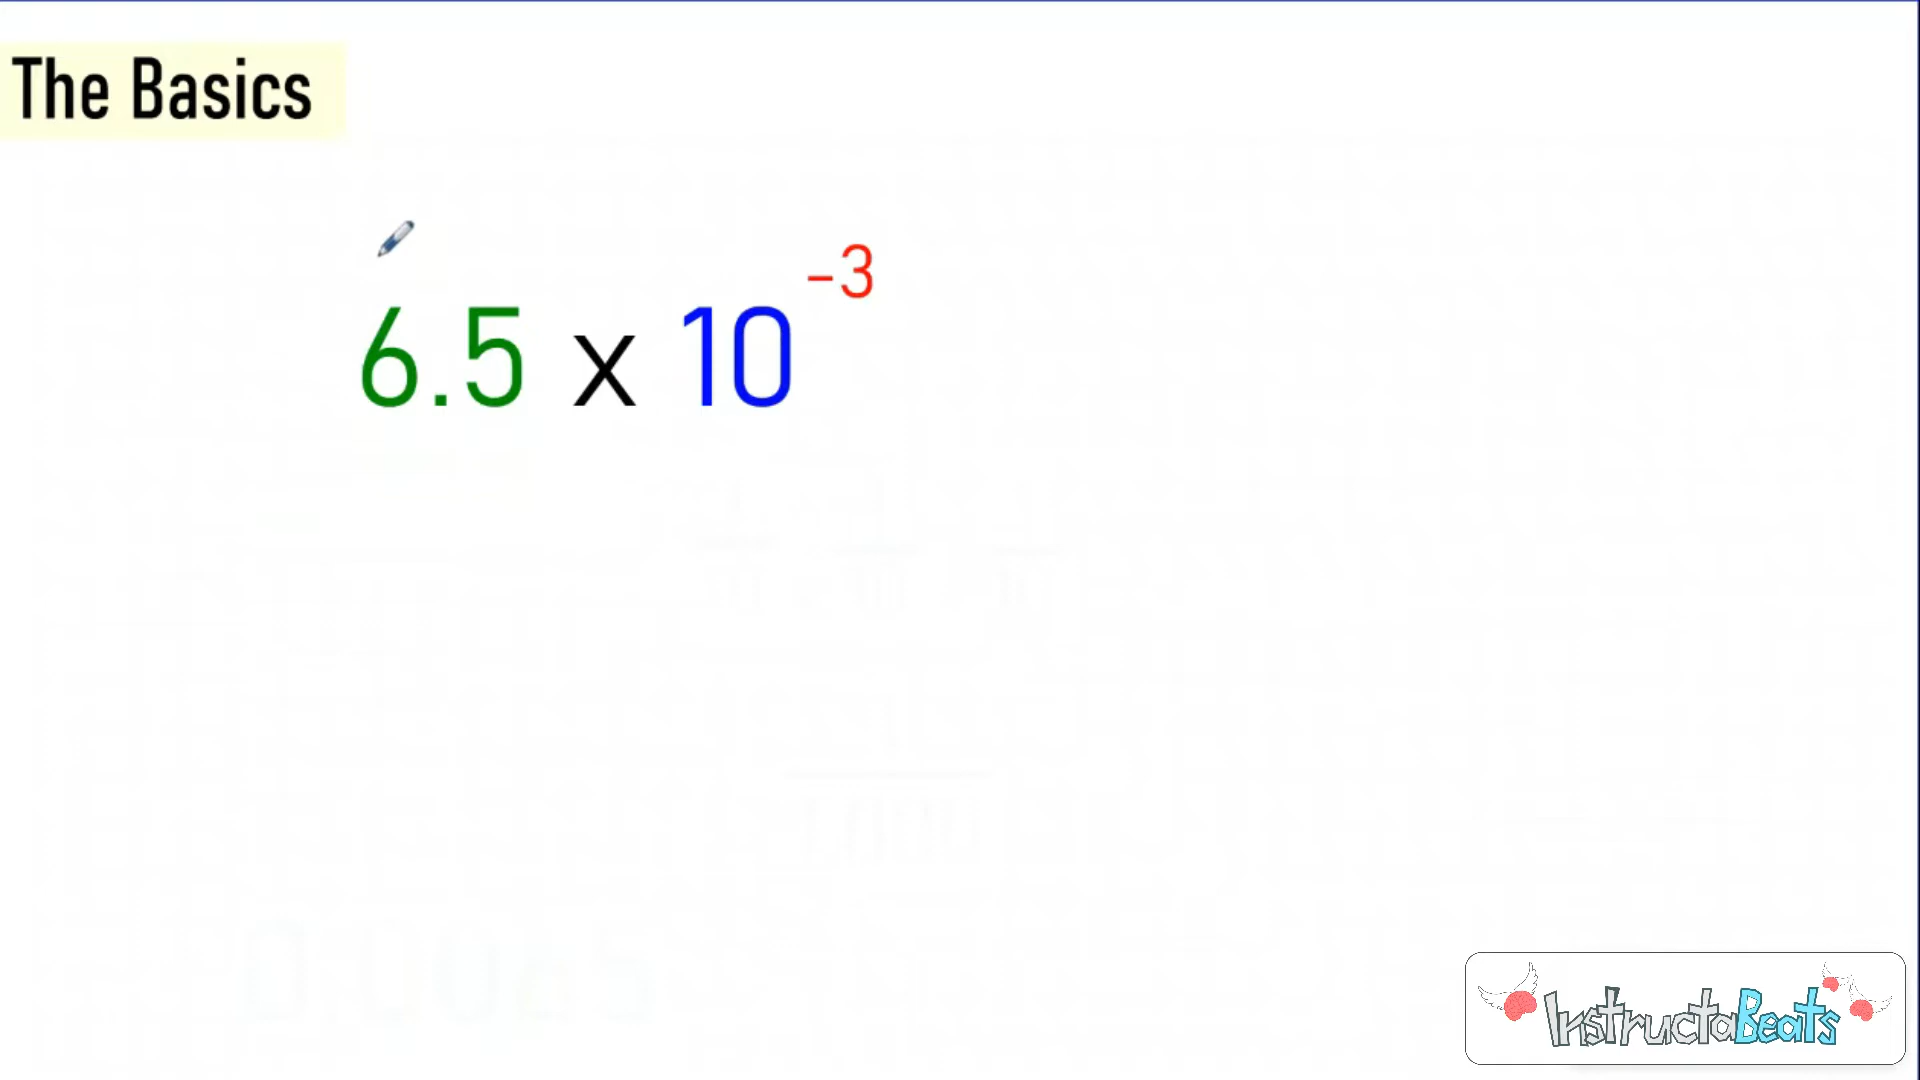 The Basics
6.5 x 10⁻³
InstructaBeats